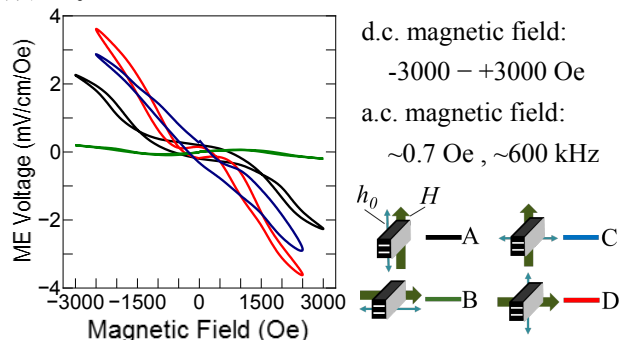 4
2
0
−2
−4
−3000
−1500
0
1500
3000
ME Voltage (mV/cm/Oe)
Magnetic Field (Oe)
d.c. magnetic field:
-3000 − +3000 Oe
a.c. magnetic field:
~0.7 Oe , ~600 kHz
h0 H
A
C
B
D